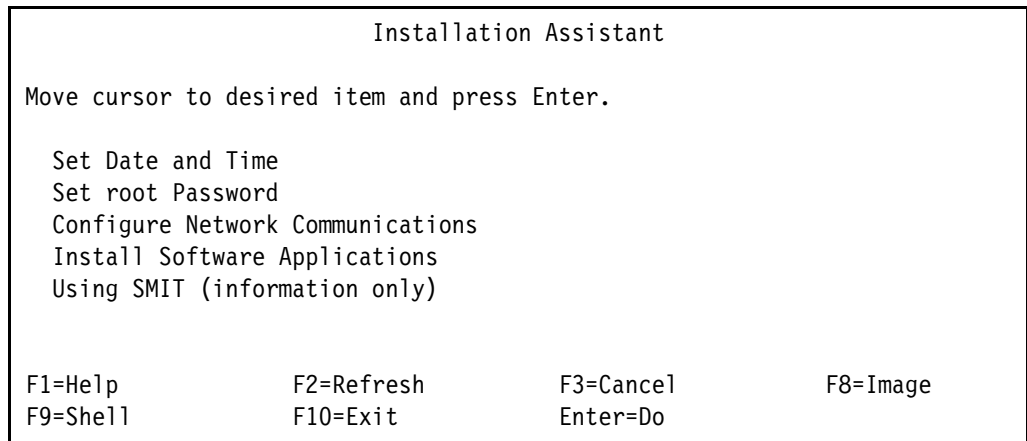 Installation Assistant
Move cursor to desired item and press Enter.
Set Date and Time
Set root Password
Configure Network Communications
Install Software Applications
Using SMIT (information only)
F1=Help F2=Refresh F3=Cancel F8=Image
F9=Shell F10=Exit Enter=Do